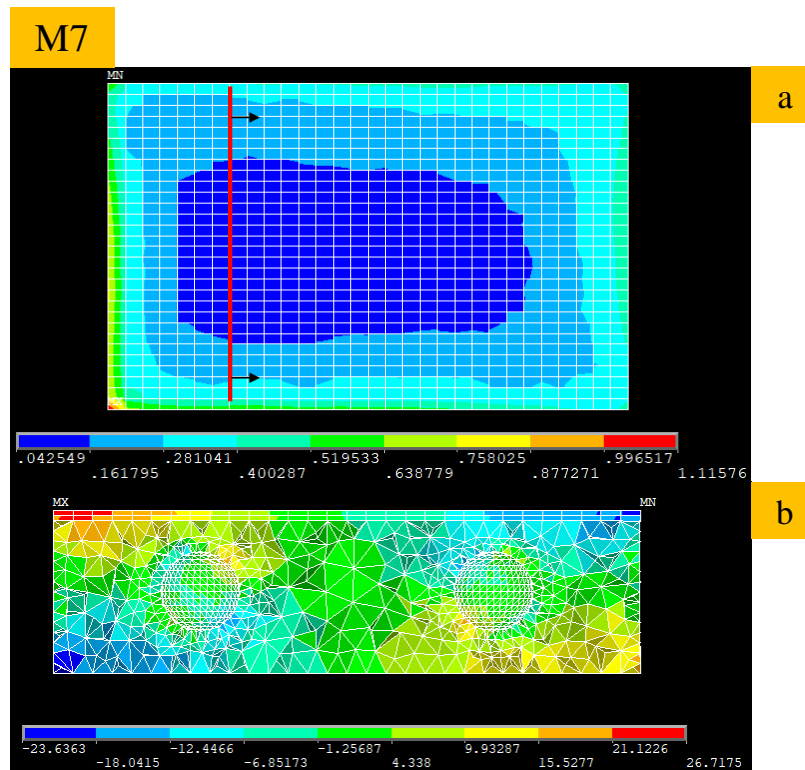 M7
MN
a
.042549 .281041 .519533 .758025 .996517
.161795 .400287 .638779 .877271 1.11576
MX MN
b
-23.6363 -12.4466 -1.25687 9.93287 21.1226
-18.0415 -6.85173 4.338 15.5277 26.7175